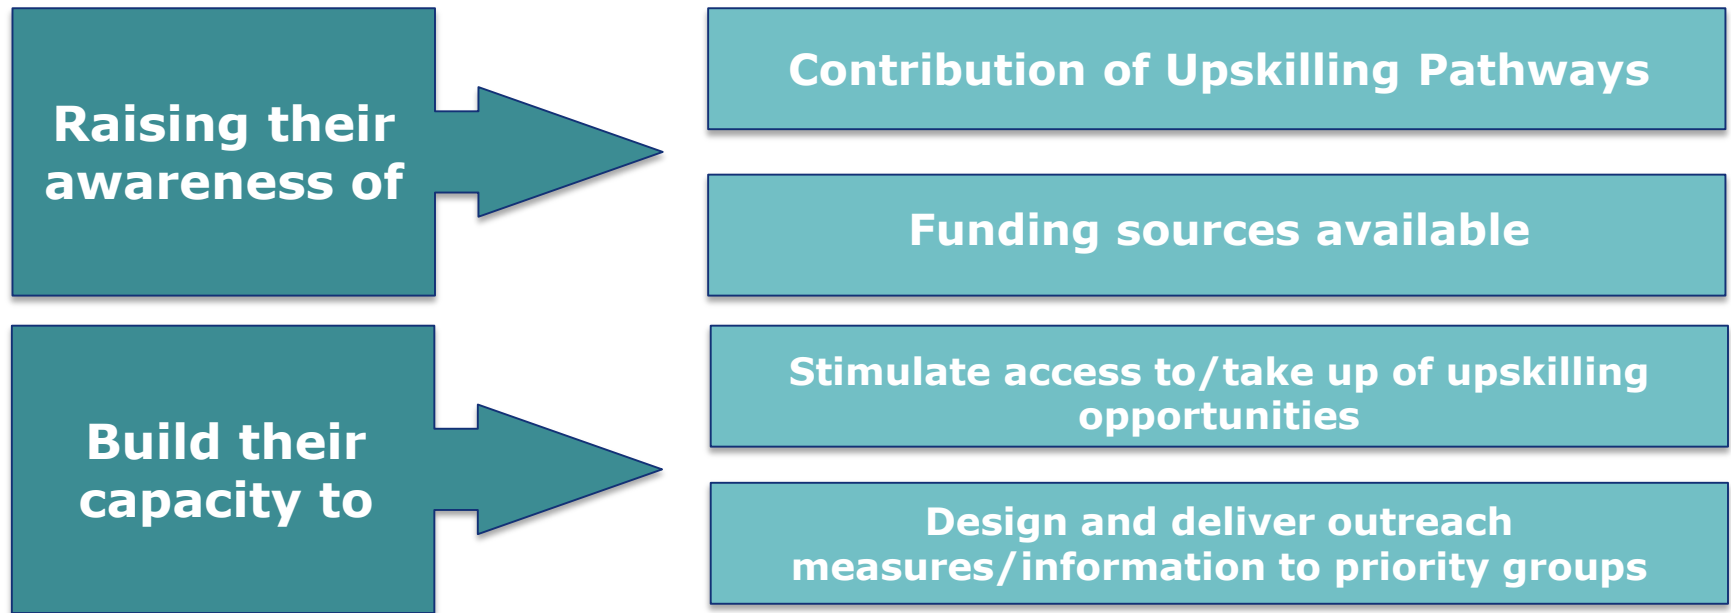 Raising their
awareness of
Contribution of Upskilling Pathways
Funding sources available
Build their
capacity to
Stimulate access to/take up of upskilling
opportunities
Design and deliver outreach
measures/information to priority groups